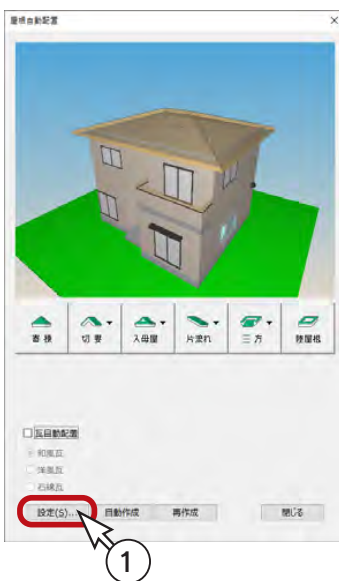 屋根自動配置
寄棟 切妻 入母屋 片流れ 三方 陸屋根
瓦自動配置
和風瓦
洋風瓦
石綿瓦
設定(S)... 自動作成 再作成 閉じる
1